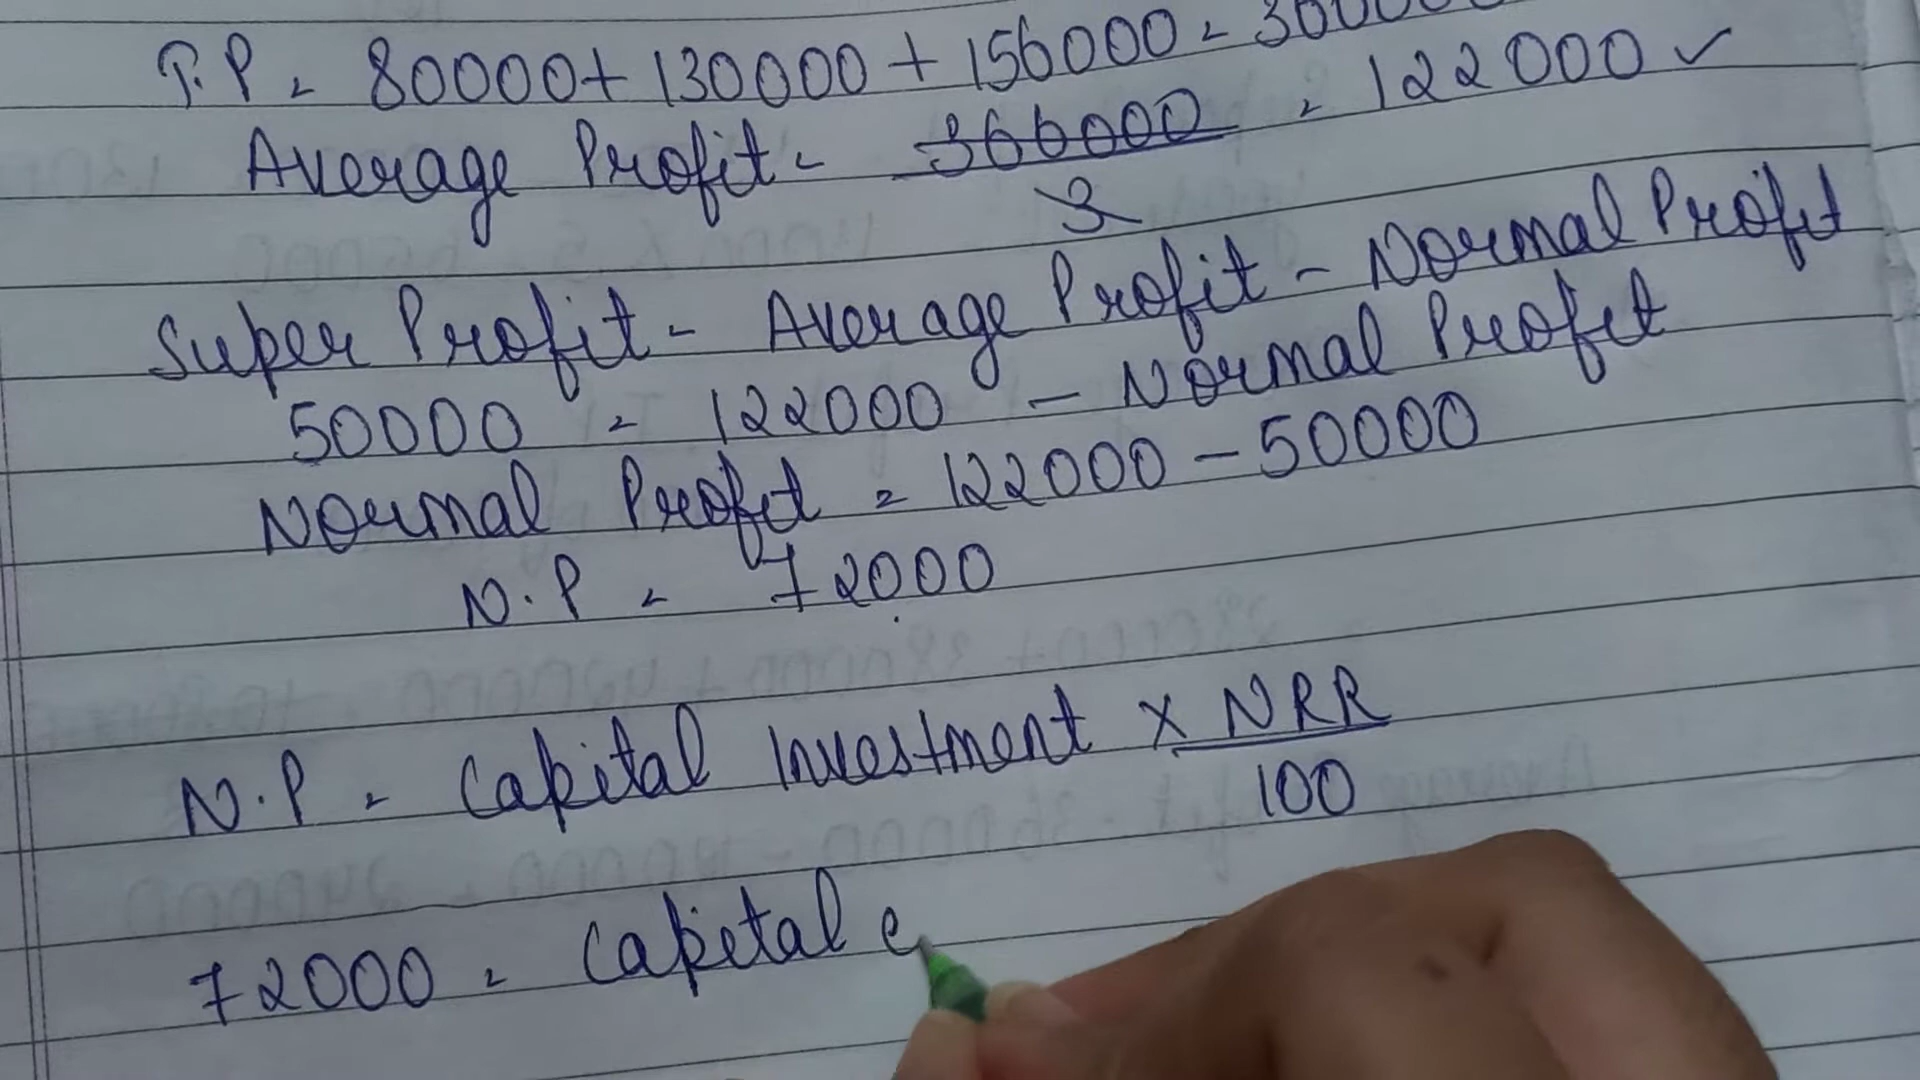 T.P = 80000 + 130000 + 156000 =
Average Profit = 366000 / 3 = 122000 ✓
Super Profit = Average Profit - Normal Profit
50000 = 122000 - Normal Profit
Normal Profit = 122000 - 50000
N.P = 72000
N.P = Capital Investment × NRR / 100
72000 = Capital e